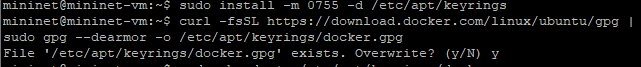 mininet@mininet-vm:~$ sudo install -m 0755 -d /etc/apt/keyrings
mininet@mininet-vm:~$ curl -fsSL https://download.docker.com/linux/ubuntu/gpg |
sudo gpg --dearmor -o /etc/apt/keyrings/docker.gpg
File '/etc/apt/keyrings/docker.gpg' exists. Overwrite? (y/N) y